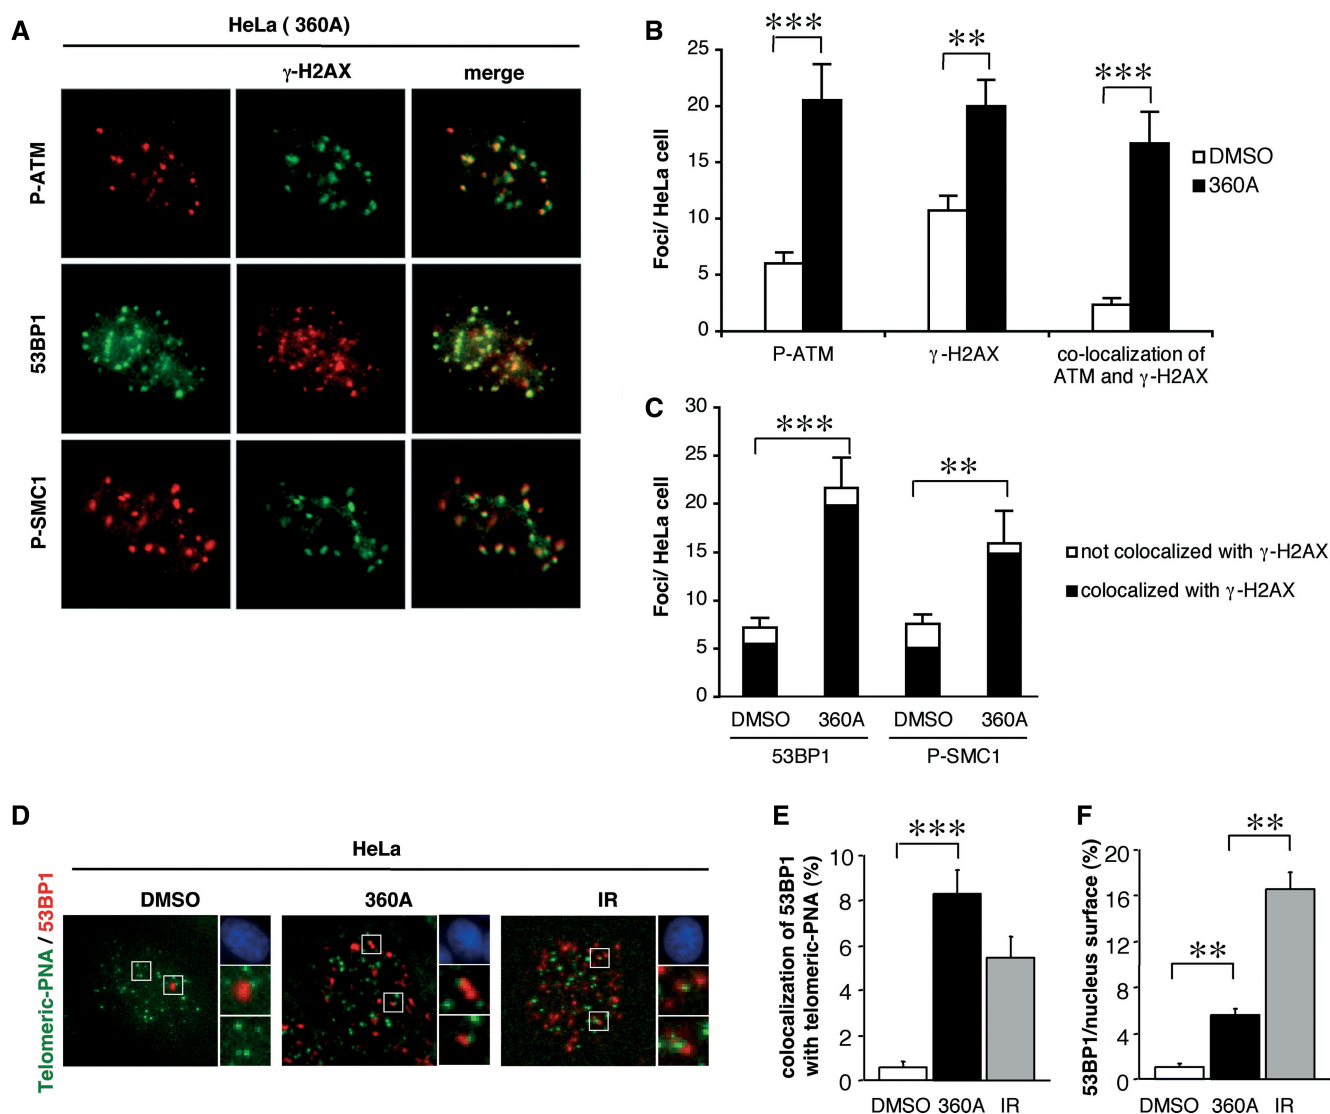 A
HeLa ( 360A)
γ-H2AX merge
P-ATM
53BP1
P-SMC1
B
*** ** ***
Foci/ HeLa cell
25
20
15
10
5
0
DMSO
360A
P-ATM γ-H2AX co-localization of
ATM and γ-H2AX
C
*** **
Foci/ HeLa cell
30
25
20
15
10
5
0
not colocalized with γ-H2AX
colocalized with γ-H2AX
DMSO 360A DMSO 360A
53BP1 P-SMC1
D
HeLa
DMSO 360A IR
Telomeric-PNA / 53BP1
E
***
colocalization of 53BP1
with telomeric-PNA (%)
10
8
6
4
2
0
DMSO 360A IR
F
** **
53BP1/nucleus surface (%)
20
16
12
8
4
0
DMSO 360A IR